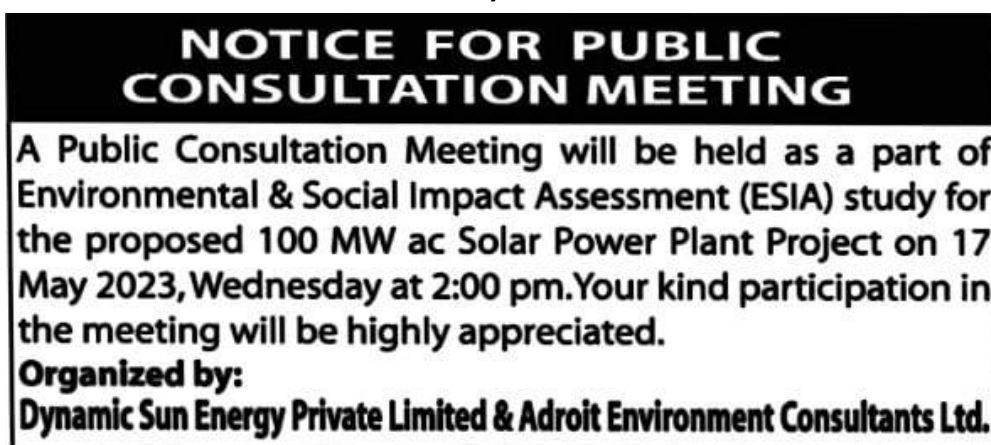 NOTICE FOR PUBLIC
CONSULTATION MEETING
A Public Consultation Meeting will be held as a part of
Environmental & Social Impact Assessment (ESIA) study for
the proposed 100 MW ac Solar Power Plant Project on 17
May 2023, Wednesday at 2:00 pm.Your kind participation in
the meeting will be highly appreciated.
Organized by:
Dynamic Sun Energy Private Limited & Adroit Environment Consultants Ltd.